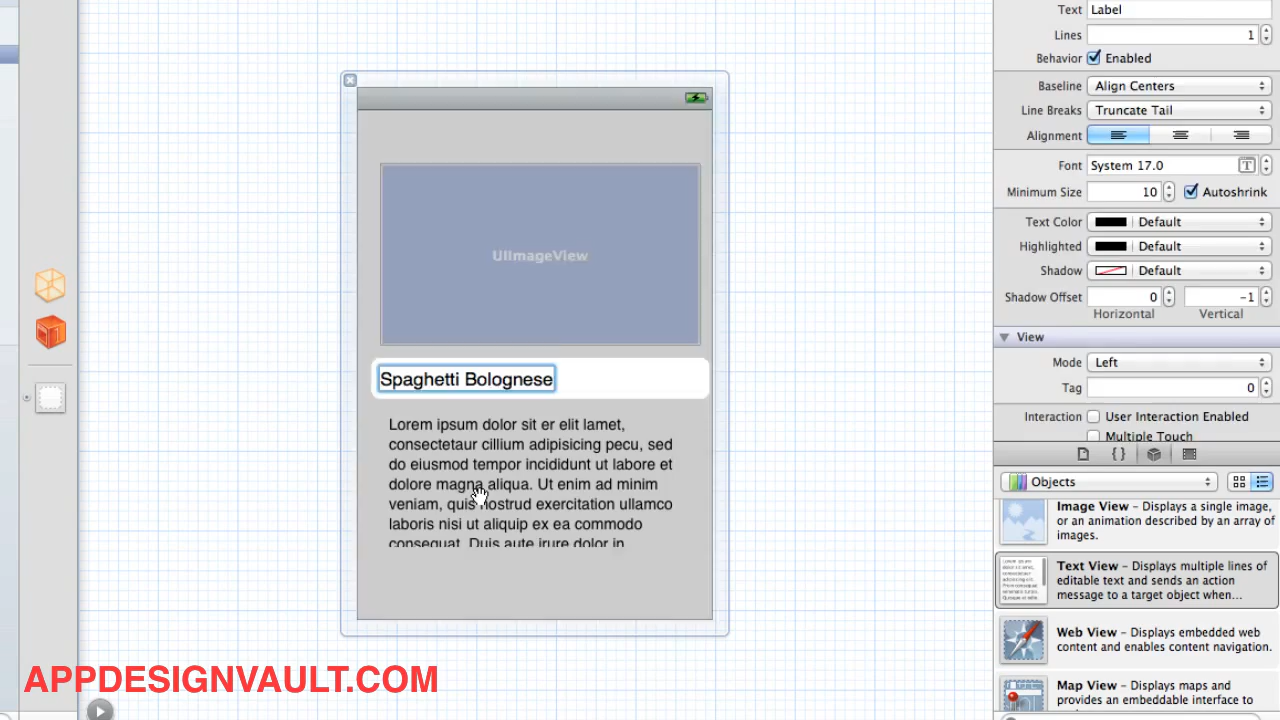 Text Label
Lines 1
Behavior Enabled
Baseline Align Centers
Line Breaks Truncate Tail
Alignment
Font System 17.0 T
Minimum Size 10 Autoshrink
Text Color Default
Highlighted Default
Shadow Default
Shadow Offset 0 -1
Horizontal Vertical
View
Mode Left
Tag 0
Interaction User Interaction Enabled
Multiple Touch
{ }
Objects
Image View – Displays a single image,
or an animation described by an array of
images.
Text View – Displays multiple lines of
editable text and sends an action
message to a target object when...
Web View – Displays embedded web
content and enables content navigation.
Map View – Displays maps and
provides an embeddable interface to
UIImageView
Spaghetti Bolognese
Lorem ipsum dolor sit er elit lamet,
consectetaur cillium adipisicing pecu, sed
do eiusmod tempor incididunt ut labore et
dolore magna aliqua. Ut enim ad minim
veniam, quis nostrud exercitation ullamco
laboris nisi ut aliquip ex ea commodo
consequat. Duis aute irure dolor in
APPDESIGNVAULT.COM